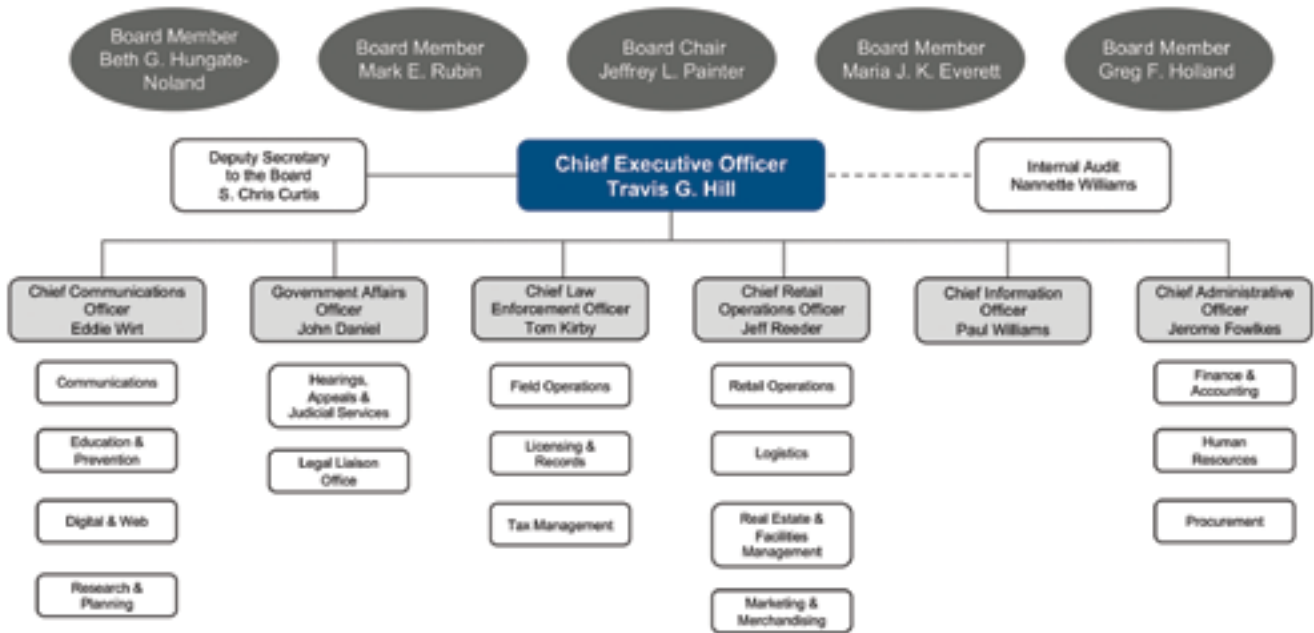 Board Member
Beth G. Hungate-
Noland
Board Member
Mark E. Rubin
Board Chair
Jeffrey L. Painter
Board Member
Maria J. K. Everett
Board Member
Greg F. Holland
Deputy Secretary
to the Board
S. Chris Curtis
Chief Executive Officer
Travis G. Hill
Internal Audit
Nannette Williams
Chief Communications
Officer
Eddie Wirt
Government Affairs
Officer
John Daniel
Chief Law
Enforcement Officer
Tom Kirby
Chief Retail
Operations Officer
Jeff Reeder
Chief Information
Officer
Paul Williams
Chief Administrative
Officer
Jerome Fowlkes
Communications
Education &
Prevention
Digital & Web
Research &
Planning
Hearings,
Appeals &
Judicial Services
Legal Liaison
Office
Field Operations
Licensing &
Records
Tax Management
Retail Operations
Logistics
Real Estate &
Facilities
Management
Marketing &
Merchandising
Finance &
Accounting
Human
Resources
Procurement